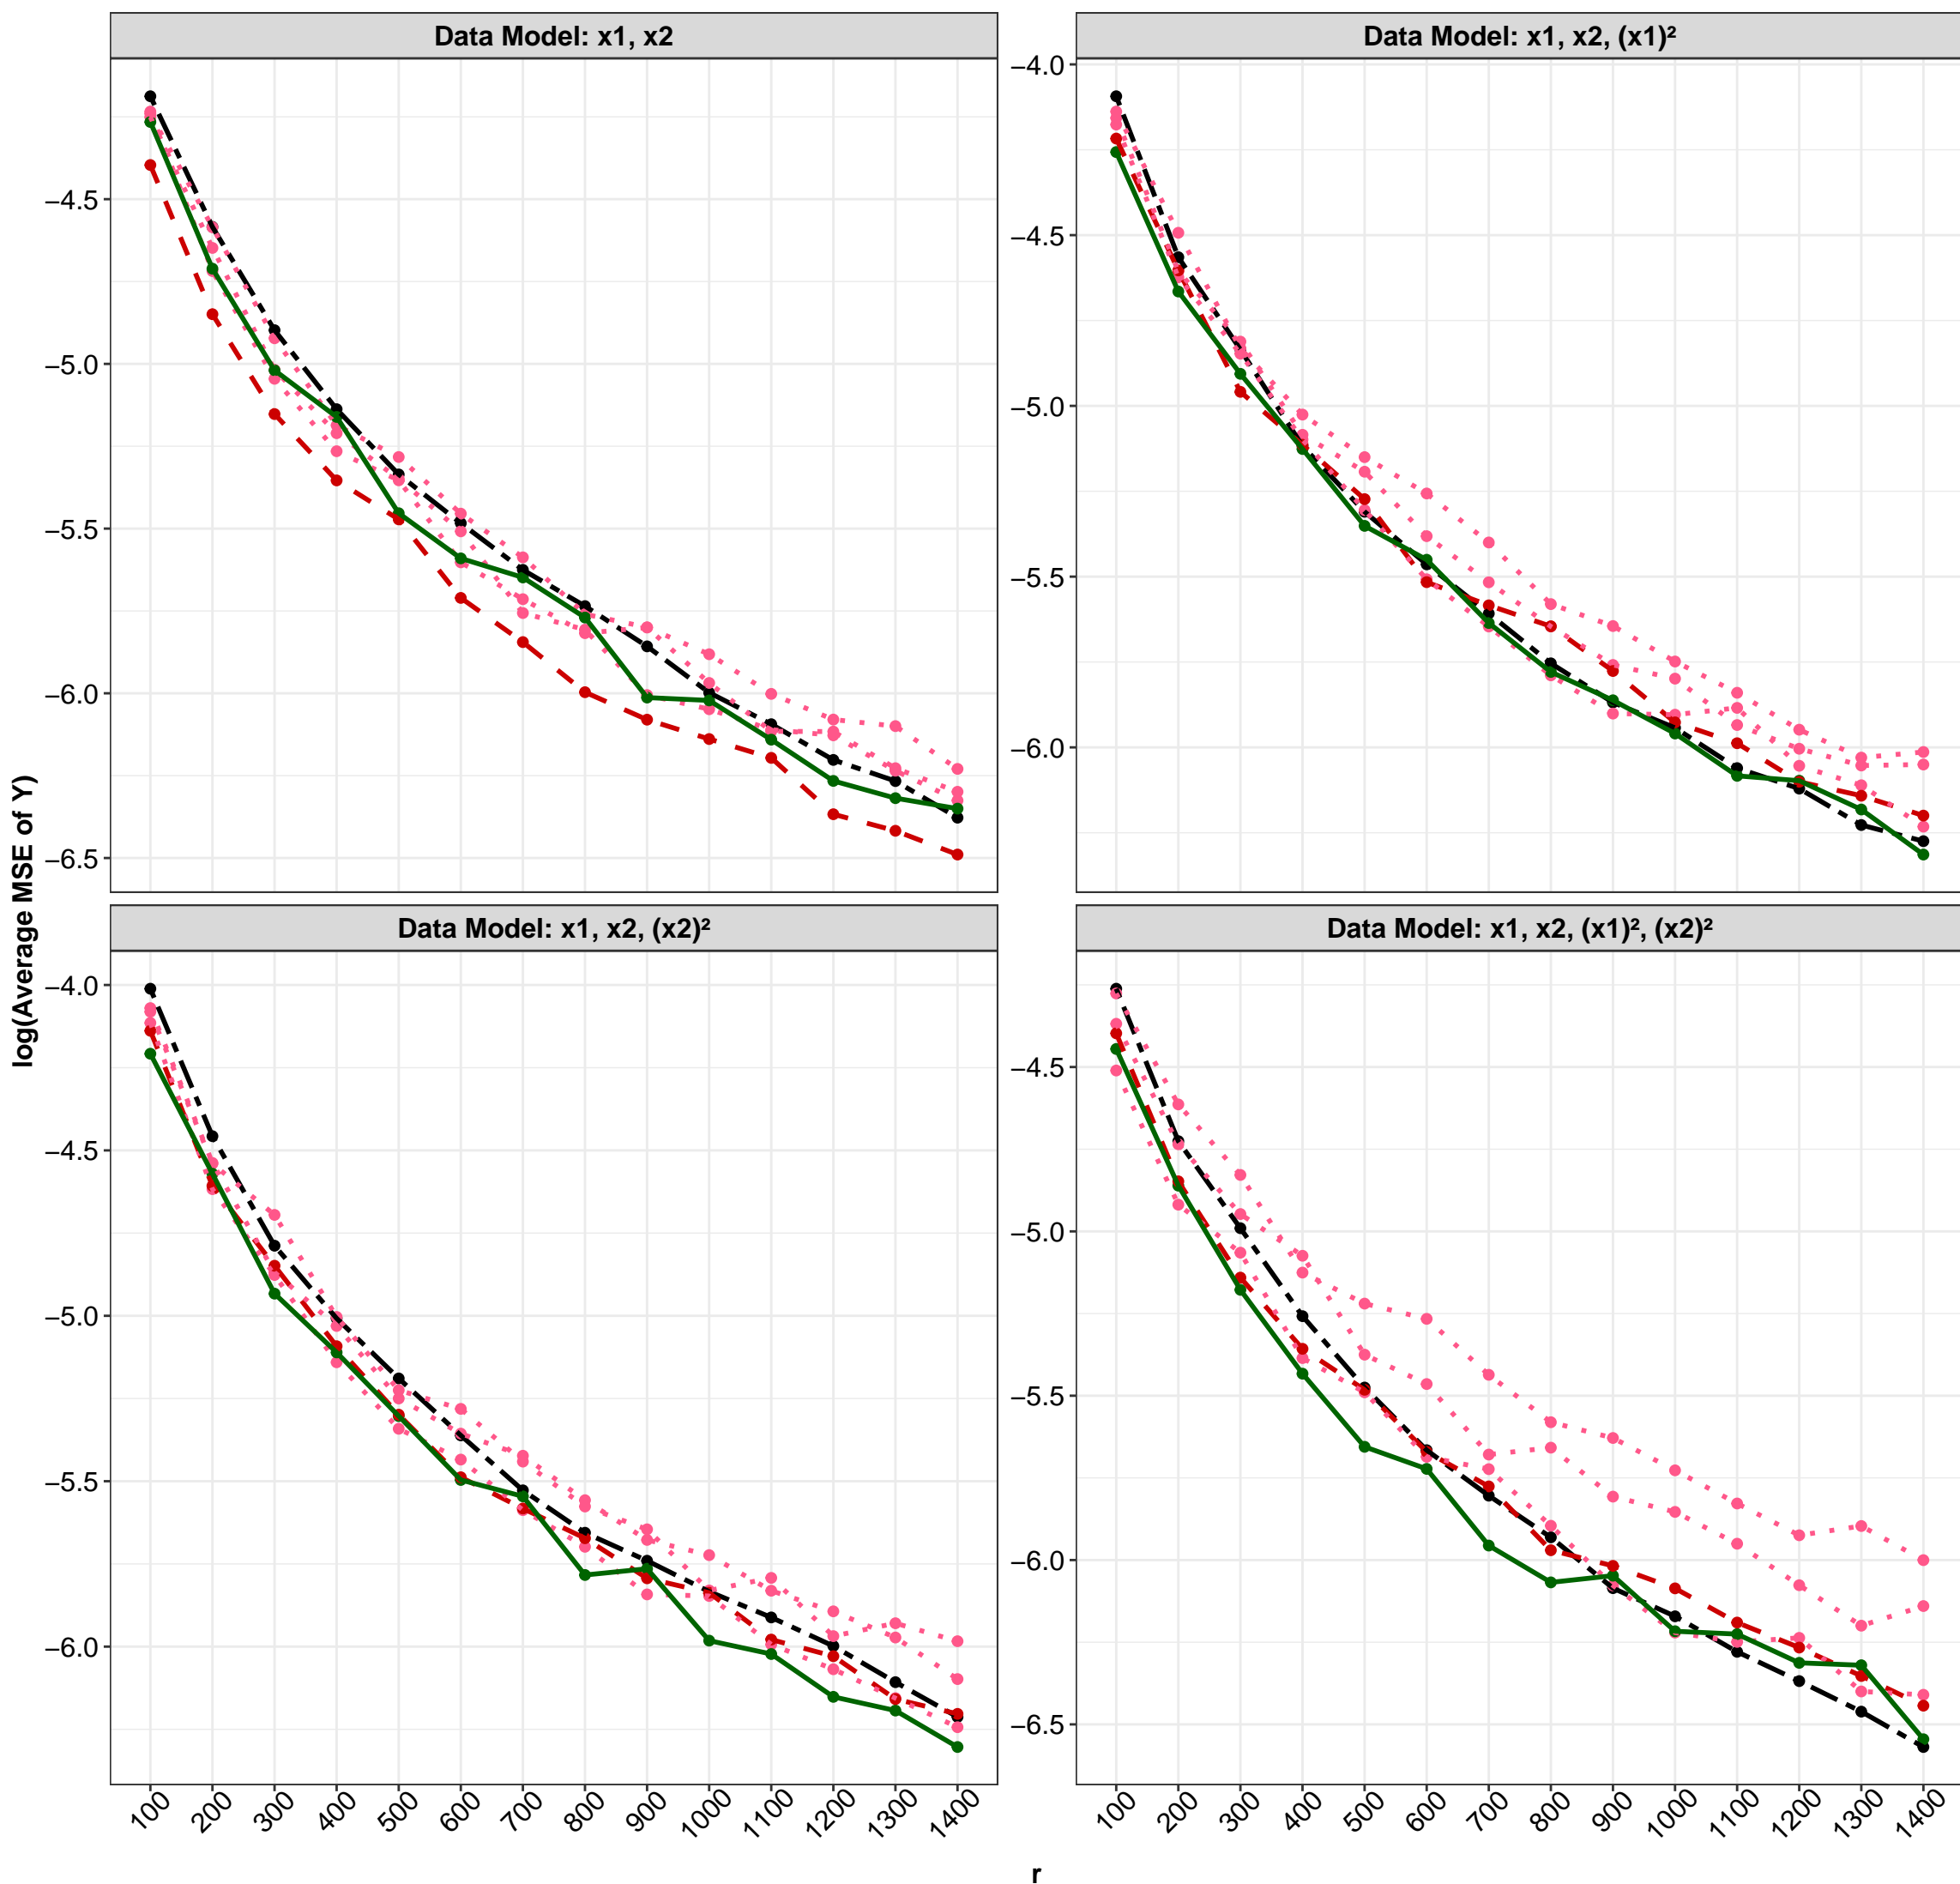 Data Model: x1, x2
Data Model: x1, x2, (x1)²
−4.5
−5.0
−5.5
−6.0
−6.5
−4.0
−4.5
−5.0
−5.5
−6.0
log(Average MSE of Y)
Data Model: x1, x2, (x2)²
Data Model: x1, x2, (x1)², (x2)²
−4.0
−4.5
−5.0
−5.5
−6.0
−4.5
−5.0
−5.5
−6.0
−6.5
100 200 300 400 500 600 700 800 900 1000 1100 1200 1300 1400
100 200 300 400 500 600 700 800 900 1000 1100 1200 1300 1400
r